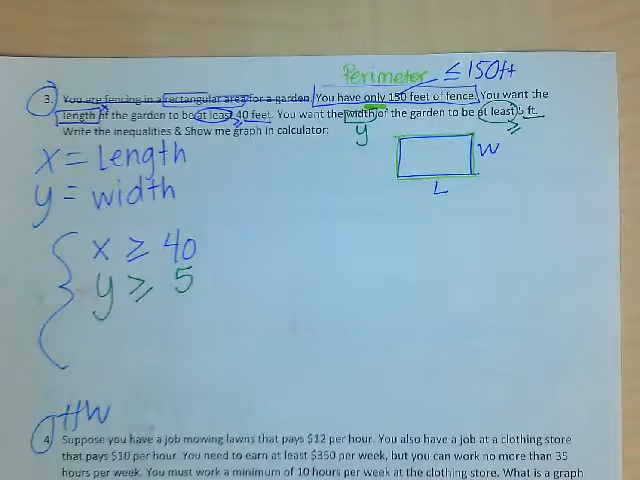 Perimeter ≤ 150ft
3. You are fencing in a rectangular area for a garden. You have only 150 feet of fence. You want the
x
length of the garden to be at least 40 feet. You want the width of the garden to be at least 5 ft.
≥ y ≥
Write the inequalities & Show me graph in calculator:
x = Length
y = width
W
L
x ≥ 40
y ≥ 5
HW
4. Suppose you have a job mowing lawns that pays $12 per hour. You also have a job at a clothing store
that pays $10 per hour. You need to earn at least $350 per week, but you can work no more than 35
hours per week. You must work a minimum of 10 hours per week at the clothing store. What is a graph